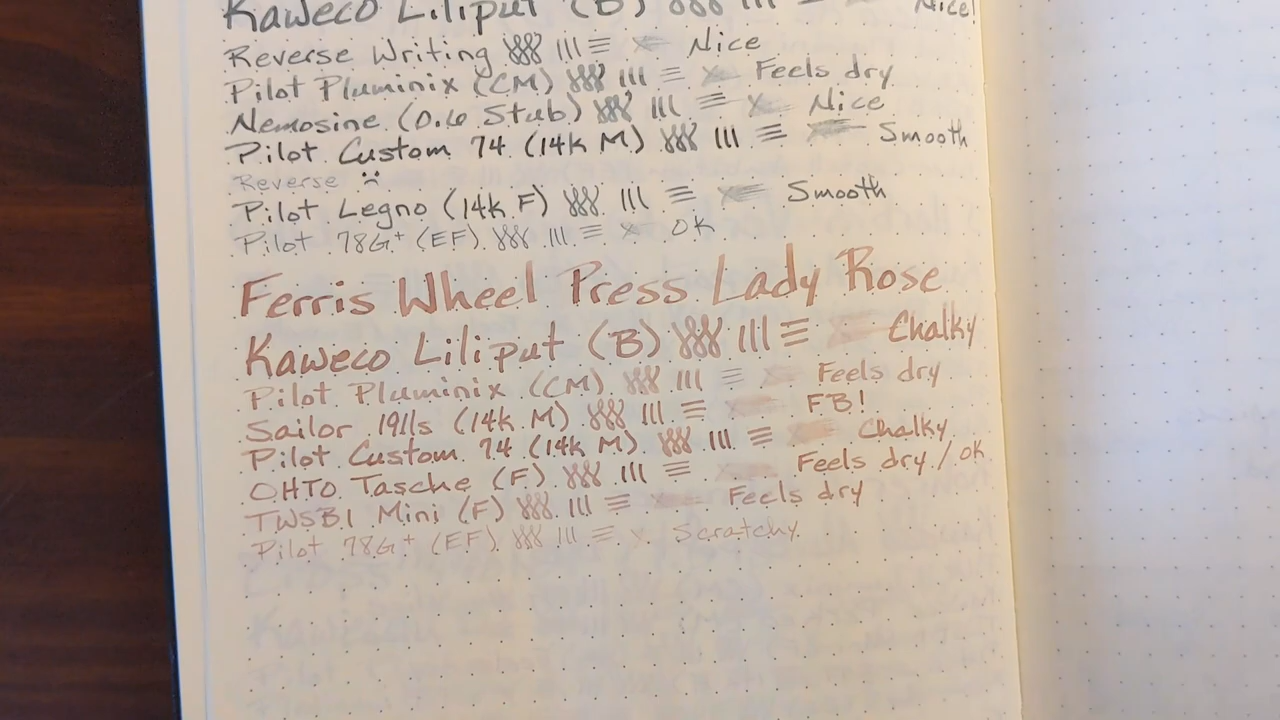 Kaweco Liliput (B) Nice!
Reverse Writing Nice
Pilot Pluminix (CM) Feels dry
Nemosine (0.6 Stub) Nice
Pilot Custom 74 (14k M) Smooth
Reverse
Pilot Legno (14k F) Smooth
Pilot 78G+ (EF) OK
Ferris Wheel Press Lady Rose
Kaweco Liliput (B) Chalky
Pilot Pluminix (CM) Feels dry
Sailor 1911s (14k M) FB!
Pilot Custom 74 (14k M) Chalky
OHTO Tasche (F) Feels dry/ok
TWSBI Mini (F) Feels dry
Pilot 78G+ (EF) Scratchy